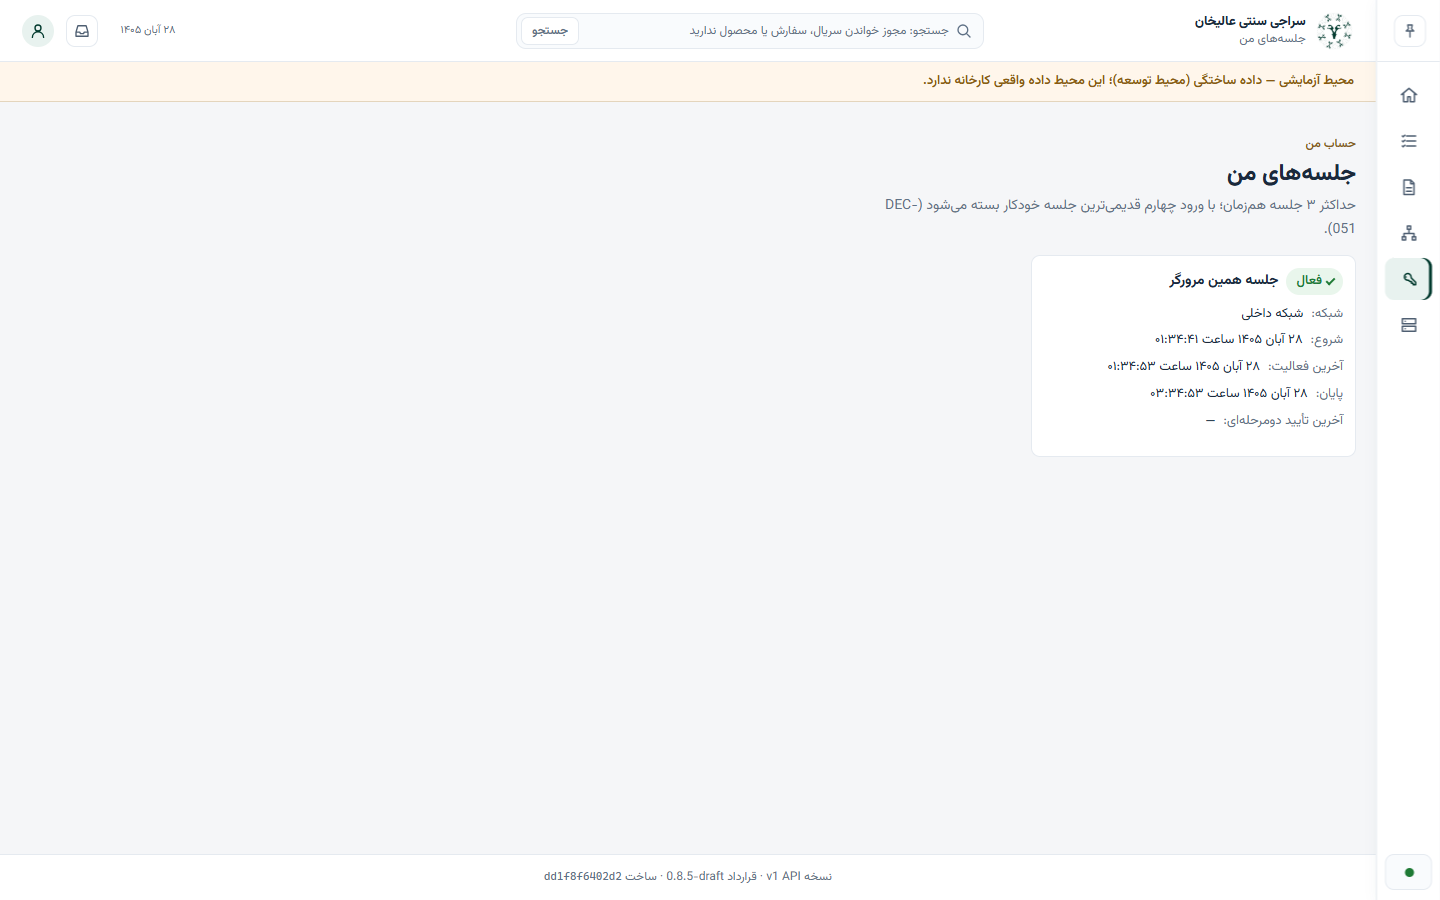 سراجی سنتی عالیخان
جلسه‌های من
جستجو: مجوز خواندن سریال، سفارش یا محصول ندارید
جستجو
۲۸ آبان ۱۴۰۵
محیط آزمایشی — داده ساختگی (محیط توسعه)؛ این محیط داده واقعی کارخانه ندارد.
حساب من
جلسه‌های من
حداکثر ۳ جلسه هم‌زمان؛ با ورود چهارم قدیمی‌ترین جلسه خودکار بسته می‌شود (DEC-
051).
فعال جلسه همین مرورگر
شبکه: شبکه داخلی
شروع: ۲۸ آبان ۱۴۰۵ ساعت ۰۱:۳۴:۴۱
آخرین فعالیت: ۲۸ آبان ۱۴۰۵ ساعت ۰۱:۳۴:۵۳
پایان: ۲۸ آبان ۱۴۰۵ ساعت ۰۳:۳۴:۵۳
آخرین تأیید دومرحله‌ای: —
نسخه v1 API · قرارداد 0.8.5-draft · ساخت dd1f8f6402d2